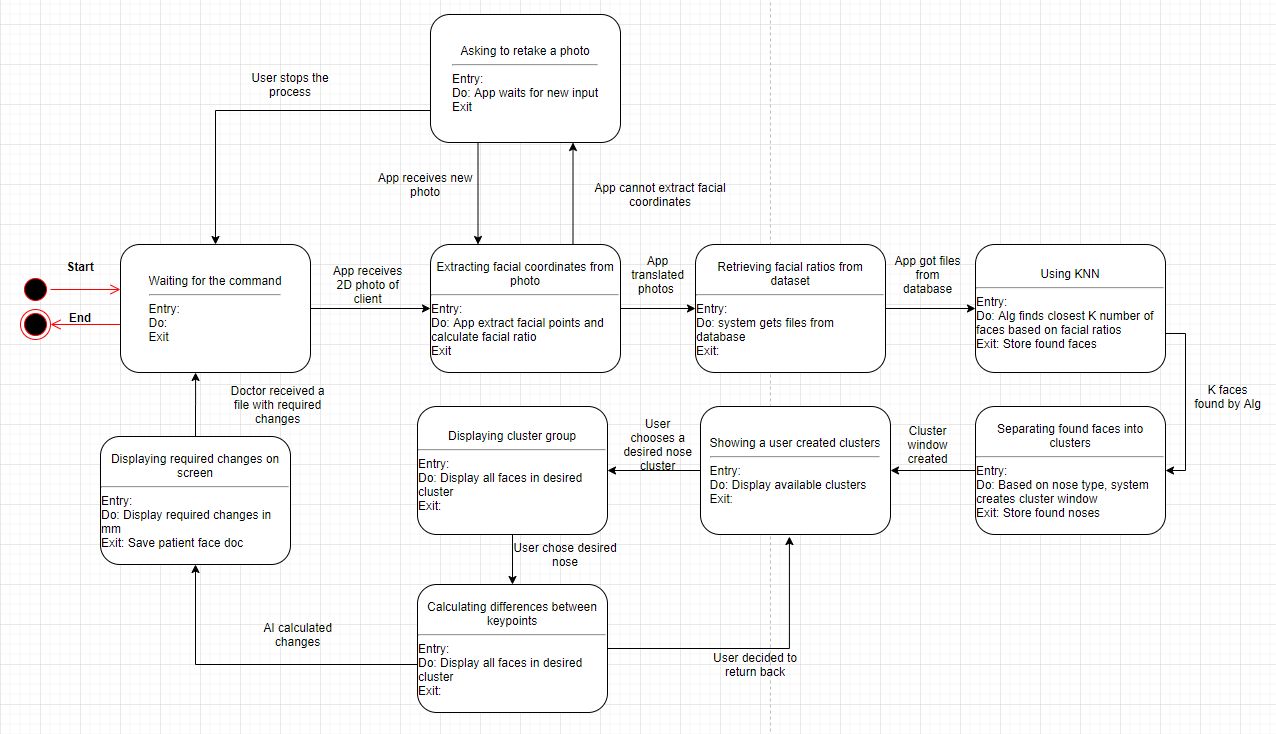 Asking to retake a photo
Entry:
Do: App waits for new input
Exit
User stops the
process
App receives new
photo
App cannot extract facial
coordinates
Start
End
Waiting for the command
Entry:
Do:
Exit
App receives
2D photo of
client
Extracting facial coordinates from
photo
Entry:
Do: App extract facial points and
calculate facial ratio
Exit
App
translated
photos
Retrieving facial ratios from
dataset
Entry:
Do: system gets files from
database
Exit:
App got files
from
database
Using KNN
Entry:
Do: Alg finds closest K number of
faces based on facial ratios
Exit: Store found faces
K faces
found by Alg
Separating found faces into
clusters
Entry:
Do: Based on nose type, system
creates cluster window
Exit: Store found noses
Cluster
window
created
Showing a user created clusters
Entry:
Do: Display available clusters
Exit:
User
chooses a
desired nose
cluster
Displaying cluster group
Entry:
Do: Display all faces in desired
cluster
Exit:
User chose desired
nose
Calculating differences between
keypoints
Entry:
Do: Display all faces in desired
cluster
Exit:
User decided to
return back
AI calculated
changes
Displaying required changes on
screen
Entry:
Do: Display required changes in
mm
Exit: Save patient face doc
Doctor received a
file with required
changes